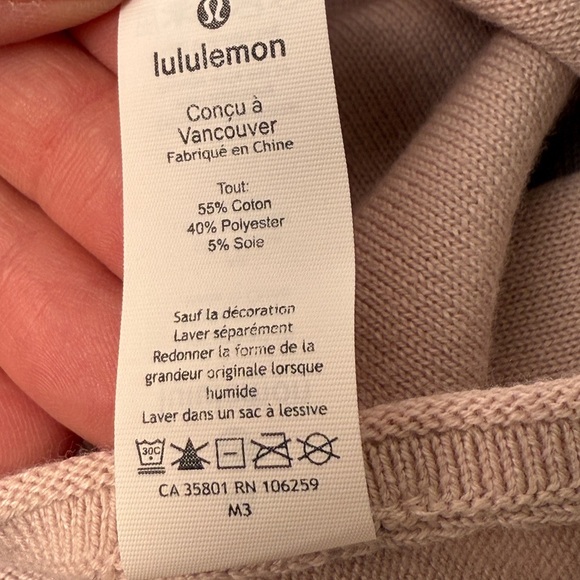 lululemon
Conçu à
Vancouver
Fabriqué en Chine
Tout:
55% Coton
40% Polyester
5% Soie
Sauf la décoration
Laver séparément
Redonner la forme de la
grandeur originale lorsque
humide
Laver dans un sac à lessive
30C
CA 35801 RN 106259
M3